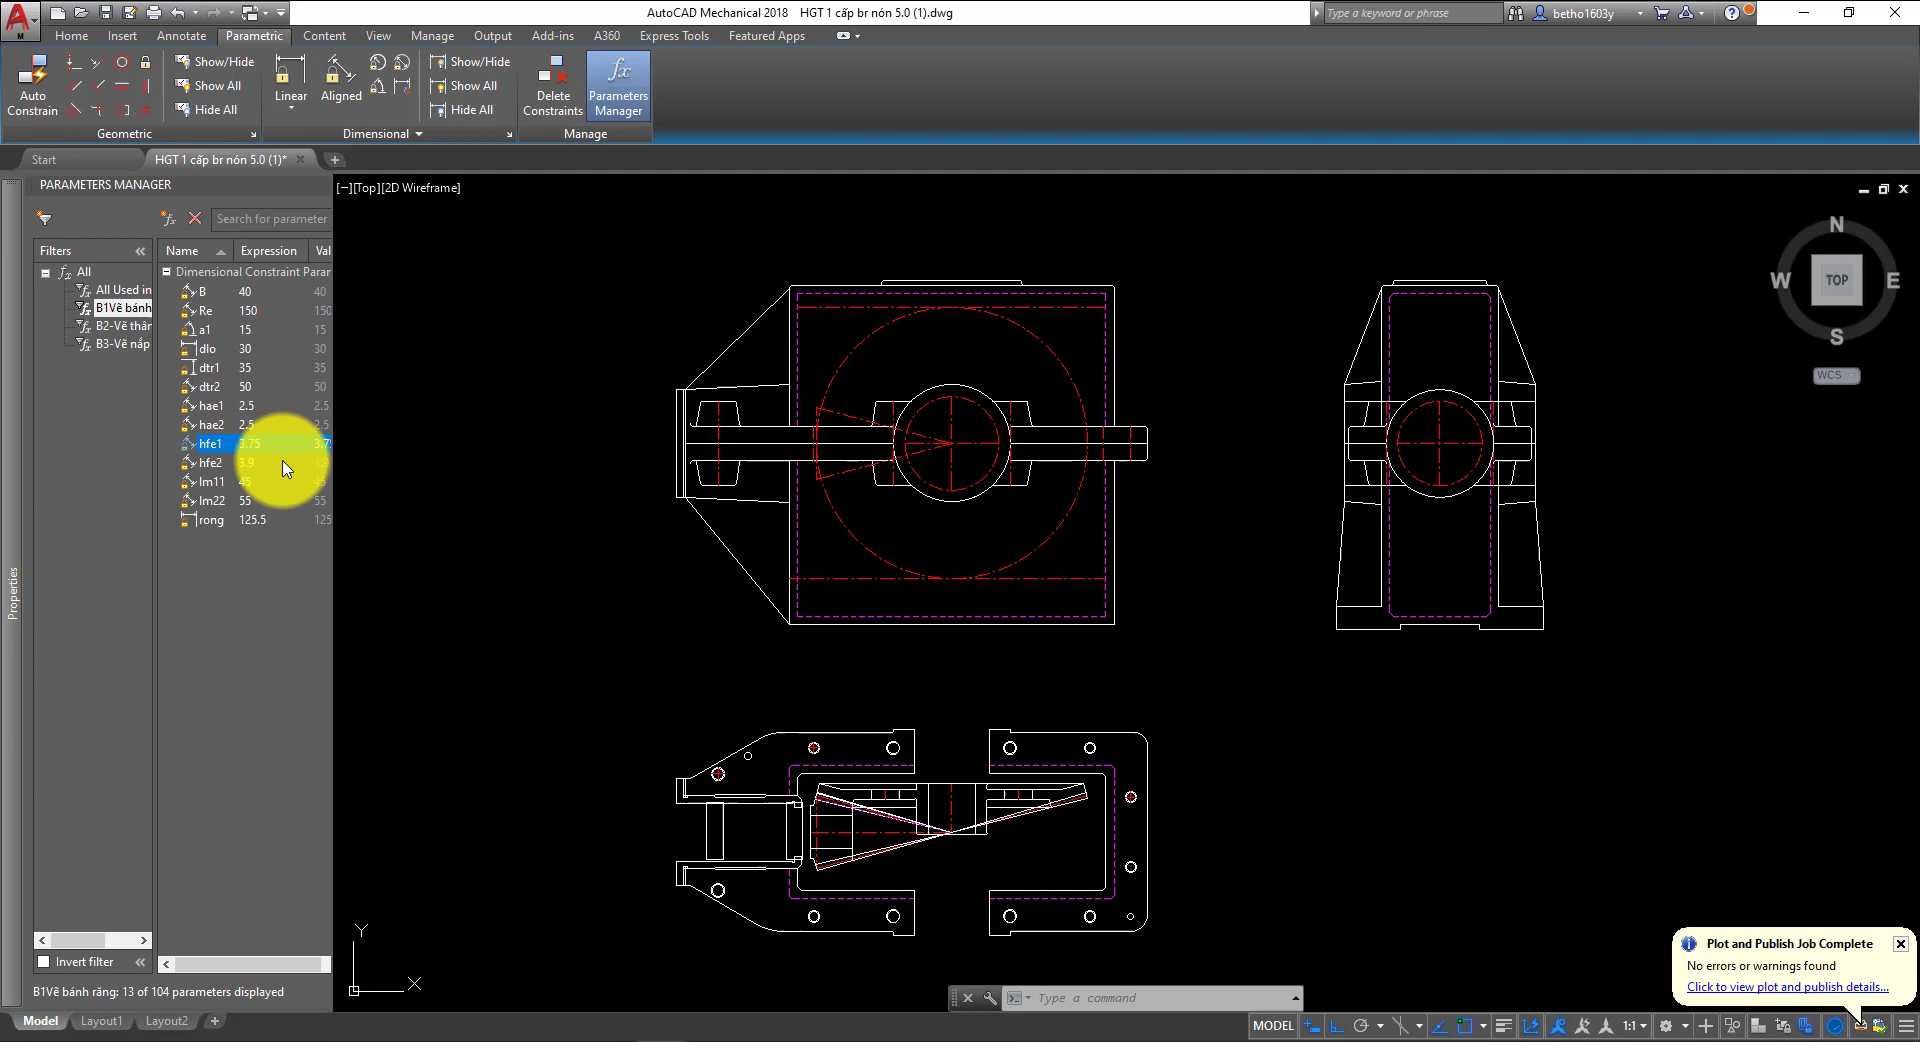 AutoCAD Mechanical 2018 HGT 1 cấp br nón 5.0 (1).dwg
Type a keyword or phrase
betho1603y
M
Home Insert Annotate Parametric Content View Manage Output Add-ins A360 Express Tools Featured Apps
Auto Constrain
Show/Hide
Show All
Hide All
Geometric
Linear
Aligned
Show/Hide
Show All
Hide All
Dimensional
Delete Constraints
fx
Parameters Manager
Manage
Start
HGT 1 cấp br nón 5.0 (1)*
PARAMETERS MANAGER
[−][Top][2D Wireframe]
Search for parameter
Filters
Name Expression Val
All
Dimensional Constraint Parar
All Used in
B1Vẽ bánh
B2-Vẽ thân
B3-Vẽ nắp
B 40 40
Re 150 150
a1 15 15
dlo 30 30
dtr1 35 35
dtr2 50 50
hae1 2.5 2.5
hae2 2.5 2.5
hfe1 3.75 3.7
hfe2 3.9
lm11 45 45
lm22 55 55
rong 125.5 125
Properties
Invert filter
B1Vẽ bánh răng: 13 of 104 parameters displayed
N
W TOP E
S
WCS
Y
X
Type a command
Plot and Publish Job Complete
No errors or warnings found
Click to view plot and publish details...
Model Layout1 Layout2
MODEL
1:1